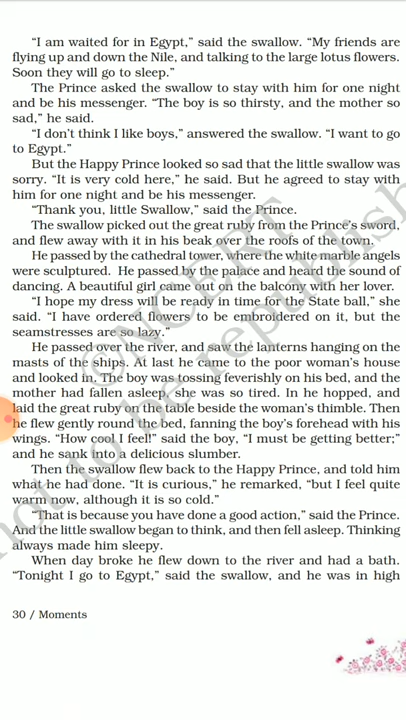 "I am waited for in Egypt," said the swallow. "My friends are
flying up and down the Nile, and talking to the large lotus flowers.
Soon they will go to sleep."
The Prince asked the swallow to stay with him for one night
and be his messenger. "The boy is so thirsty, and the mother so
sad," he said.
"I don't think I like boys," answered the swallow. "I want to go
to Egypt."
But the Happy Prince looked so sad that the little swallow was
sorry. "It is very cold here," he said. But he agreed to stay with
him for one night and be his messenger.
"Thank you, little Swallow," said the Prince.
The swallow picked out the great ruby from the Prince's sword,
and flew away with it in his beak over the roofs of the town.
He passed by the cathedral tower, where the white marble angels
were sculptured. He passed by the palace and heard the sound of
dancing. A beautiful girl came out on the balcony with her lover.
"I hope my dress will be ready in time for the State ball," she
said. "I have ordered flowers to be embroidered on it, but the
seamstresses are so lazy."
He passed over the river, and saw the lanterns hanging on the
masts of the ships. At last he came to the poor woman's house
and looked in. The boy was tossing feverishly on his bed, and the
mother had fallen asleep, she was so tired. In he hopped, and
laid the great ruby on the table beside the woman's thimble. Then
he flew gently round the bed, fanning the boy's forehead with his
wings. "How cool I feel!" said the boy, "I must be getting better;"
and he sank into a delicious slumber.
Then the swallow flew back to the Happy Prince, and told him
what he had done. "It is curious," he remarked, "but I feel quite
warm now, although it is so cold."
"That is because you have done a good action," said the Prince.
And the little swallow began to think, and then fell asleep. Thinking
always made him sleepy.
When day broke he flew down to the river and had a bath.
"Tonight I go to Egypt," said the swallow, and he was in high
30 / Moments
©NCERT
not to be republish